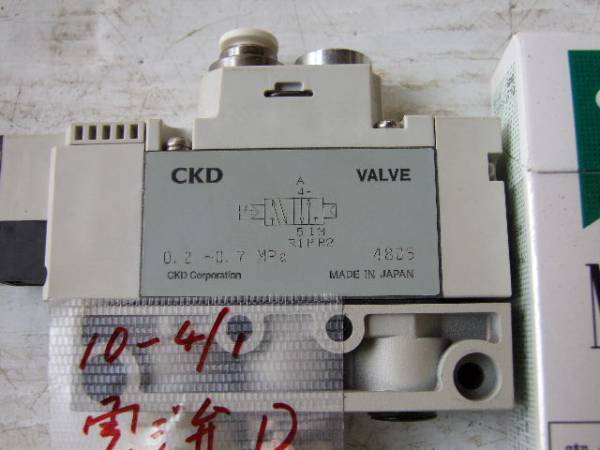 CKD VALVE
A
4-
5 1 3
R1 P R2
0.2 ~0.7 MPa
CKD Corporation MADE IN JAPAN
10-4/1